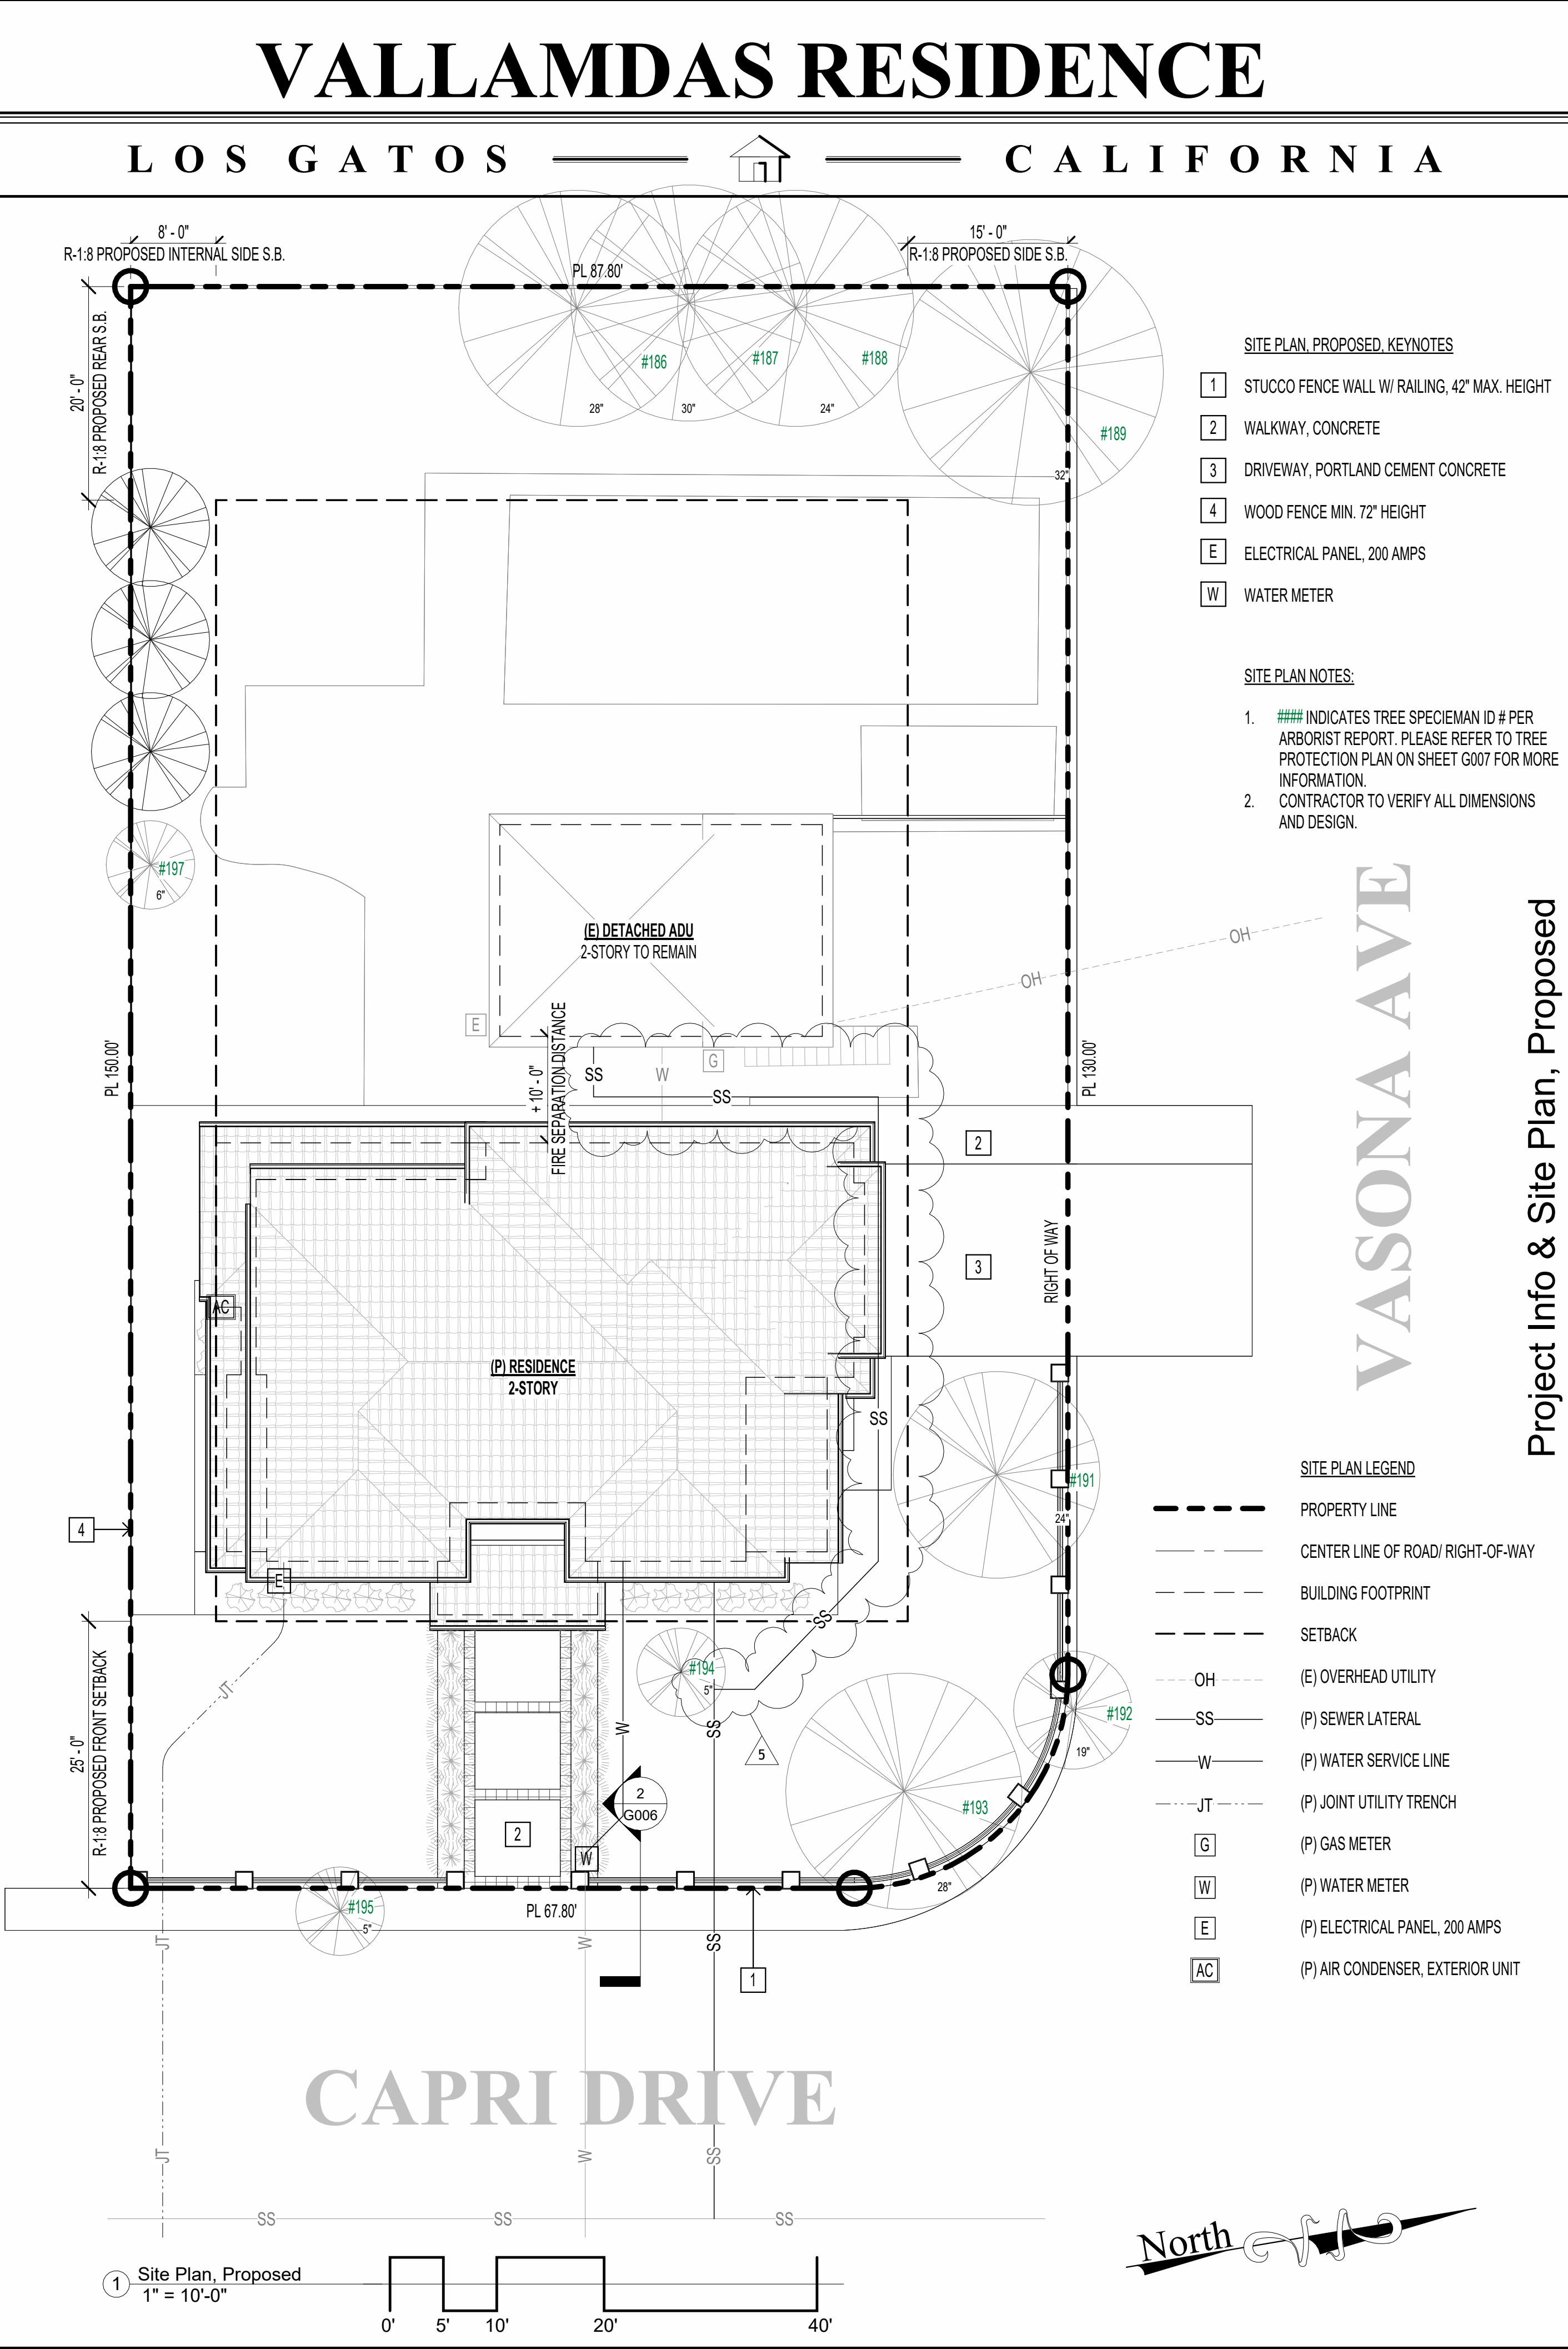 VALLAMDAS RESIDENCE
LOS GATOS
CALIFORNIA
8' - 0"
R-1:8 PROPOSED INTERNAL SIDE S.B.
15' - 0"
R-1:8 PROPOSED SIDE S.B.
PL 87.80'
20' - 0"
R-1:8 PROPOSED REAR S.B.
#186
#187
#188
28"
30"
24"
#189
32"
SITE PLAN, PROPOSED, KEYNOTES
1 STUCCO FENCE WALL W/ RAILING, 42" MAX. HEIGHT
2 WALKWAY, CONCRETE
3 DRIVEWAY, PORTLAND CEMENT CONCRETE
4 WOOD FENCE MIN. 72" HEIGHT
E ELECTRICAL PANEL, 200 AMPS
W WATER METER
SITE PLAN NOTES:
1. #### INDICATES TREE SPECIEMAN ID # PER
ARBORIST REPORT. PLEASE REFER TO TREE
PROTECTION PLAN ON SHEET G007 FOR MORE
INFORMATION.
2. CONTRACTOR TO VERIFY ALL DIMENSIONS
AND DESIGN.
#197
6"
(E) DETACHED ADU
2-STORY TO REMAIN
OH
OH
VASONA AVE
Project Info & Site Plan, Proposed
E
G
SS
W
SS
+ 10' - 0"
FIRE SEPARATION DISTANCE
PL 150.00'
PL 130.00'
2
3
RIGHT OF WAY
AC
(P) RESIDENCE
2-STORY
SS
#191
24"
4
E
SS
JT
#194
5"
W
SS
5
#192
19"
25' - 0"
R-1:8 PROPOSED FRONT SETBACK
2
G006
#193
28"
2
W
#195
5"
PL 67.80'
JT
W
SS
1
SITE PLAN LEGEND
PROPERTY LINE
CENTER LINE OF ROAD/ RIGHT-OF-WAY
BUILDING FOOTPRINT
SETBACK
OH (E) OVERHEAD UTILITY
SS (P) SEWER LATERAL
W (P) WATER SERVICE LINE
JT (P) JOINT UTILITY TRENCH
G (P) GAS METER
W (P) WATER METER
E (P) ELECTRICAL PANEL, 200 AMPS
AC (P) AIR CONDENSER, EXTERIOR UNIT
CAPRI DRIVE
JT
W
SS
SS
SS
SS
North
1 Site Plan, Proposed
1" = 10'-0"
0' 5' 10' 20' 40'